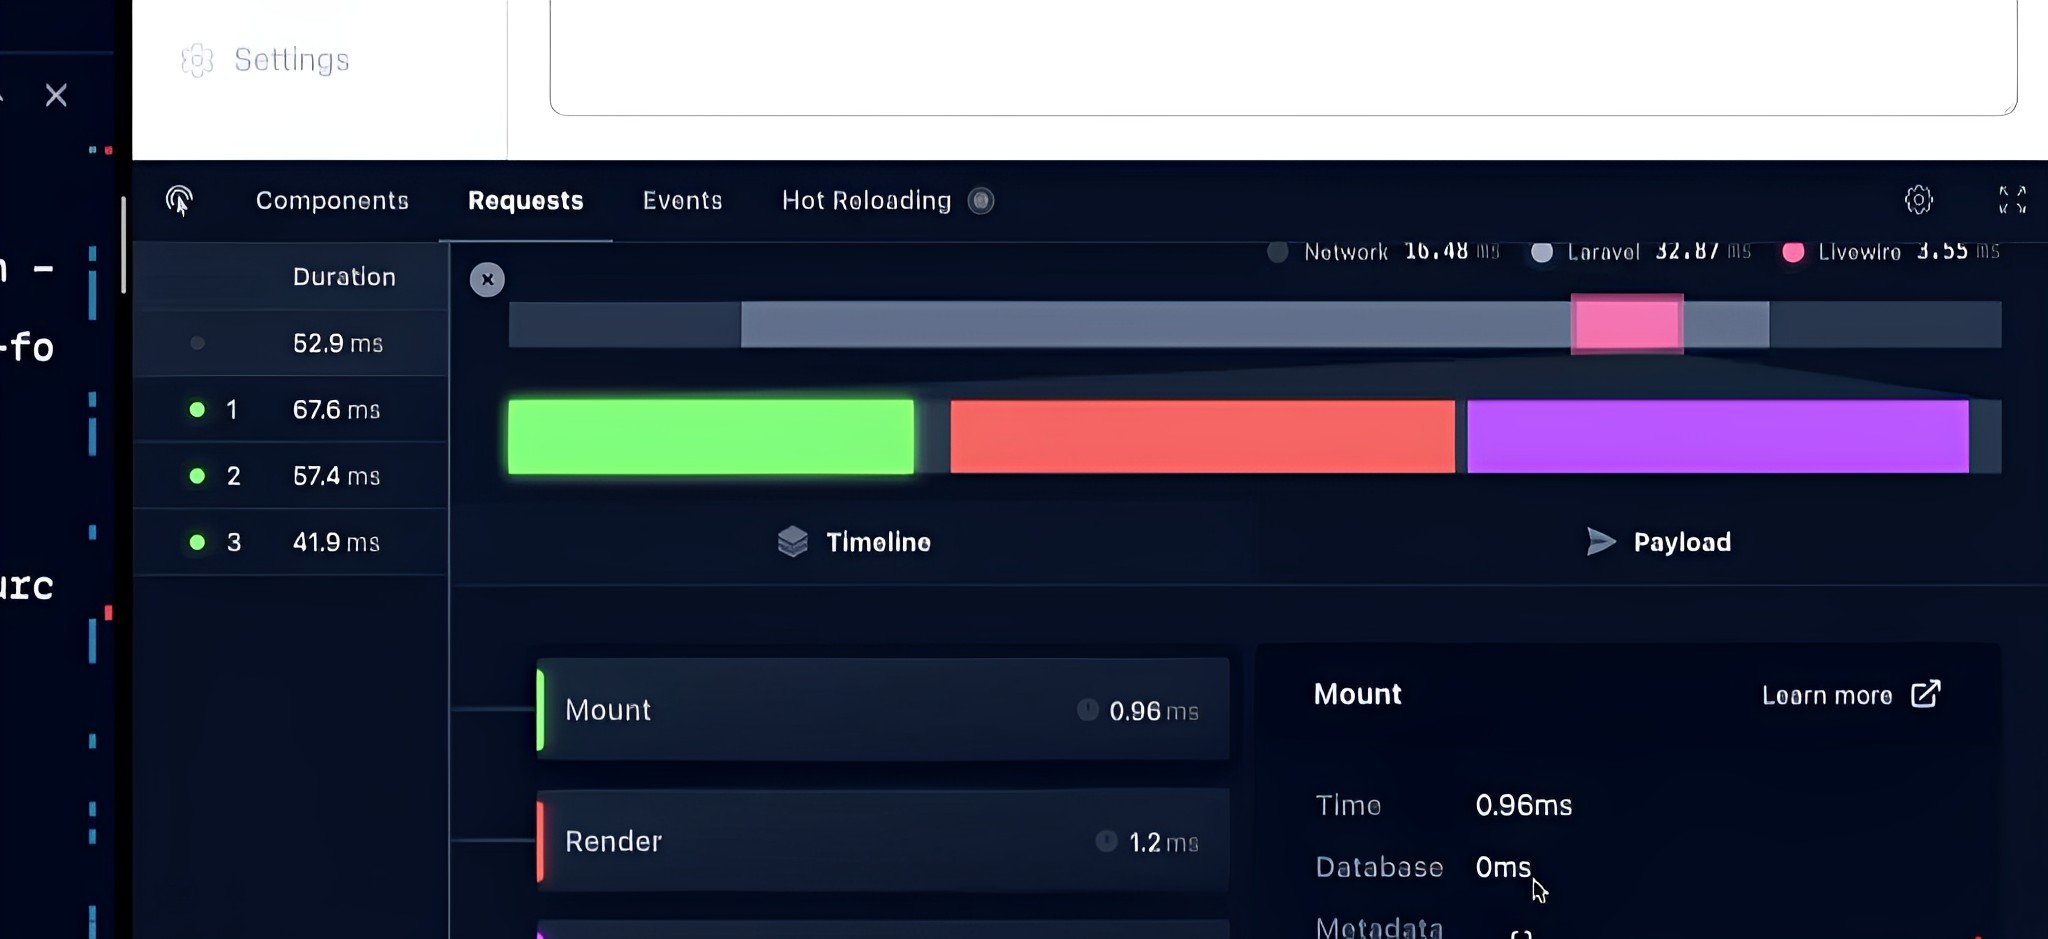 Settings
n -
-fo
urc
Components Requests Events Hot Reloading
Network 16.48 ms Laravel 32.87 ms Livewire 3.55 ms
Duration
52.9 ms
1 67.6 ms
2 57.4 ms
3 41.9 ms
Timeline Payload
Mount 0.96 ms
Render 1.2 ms
Mount Learn more
Time 0.96ms
Database 0ms
Metadata